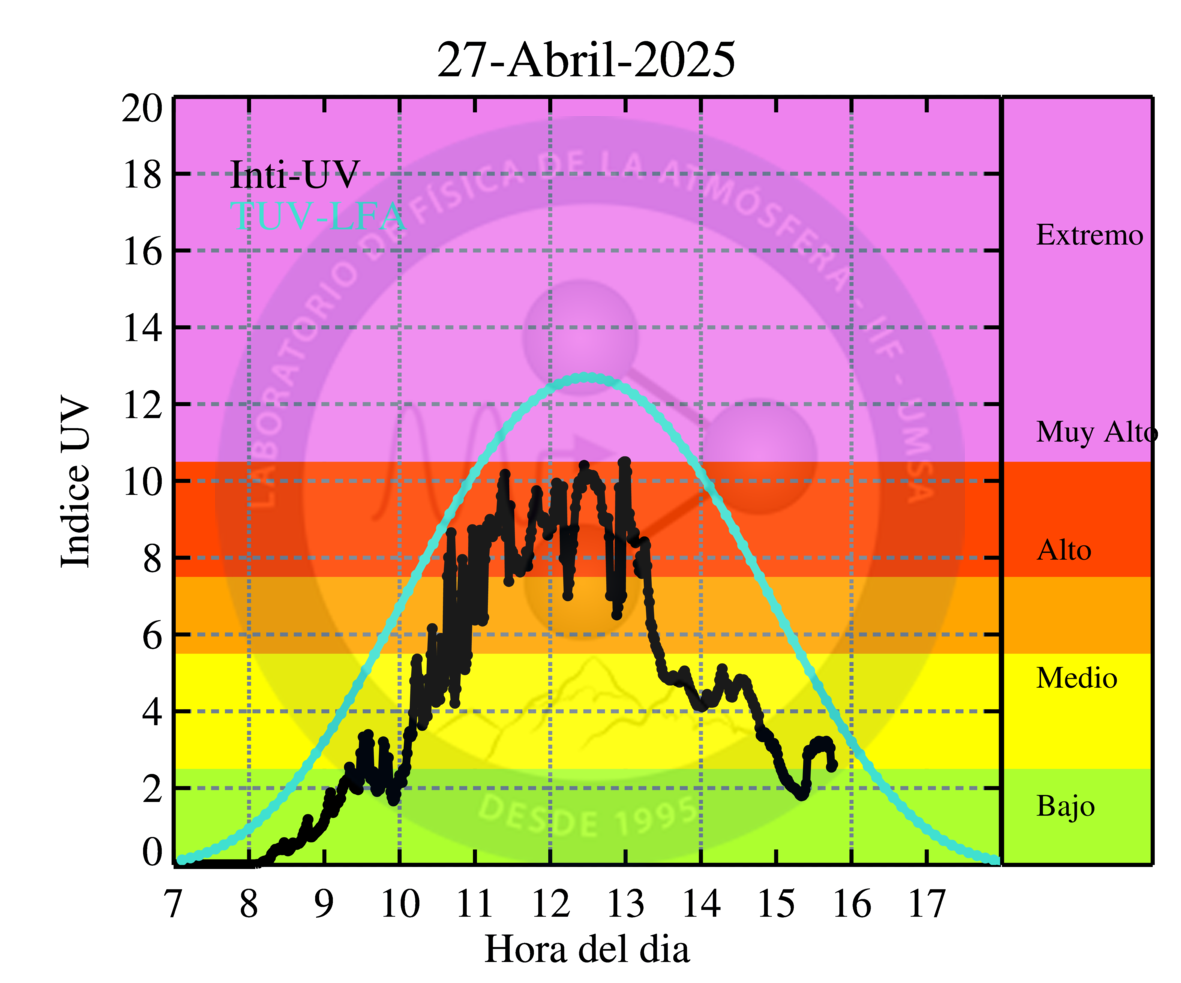 27-Abril-2025
20
18
16
14
12
10
8
6
4
2
0
Indice UV
Inti-UV
TUV-LFA
LABORATORIO DE FÍSICA DE LA ATMÓSFERA - IIF - UMSA
DESDE 1995
Extremo
Muy Alto
Alto
Medio
Bajo
7 8 9 10 11 12 13 14 15 16 17
Hora del dia